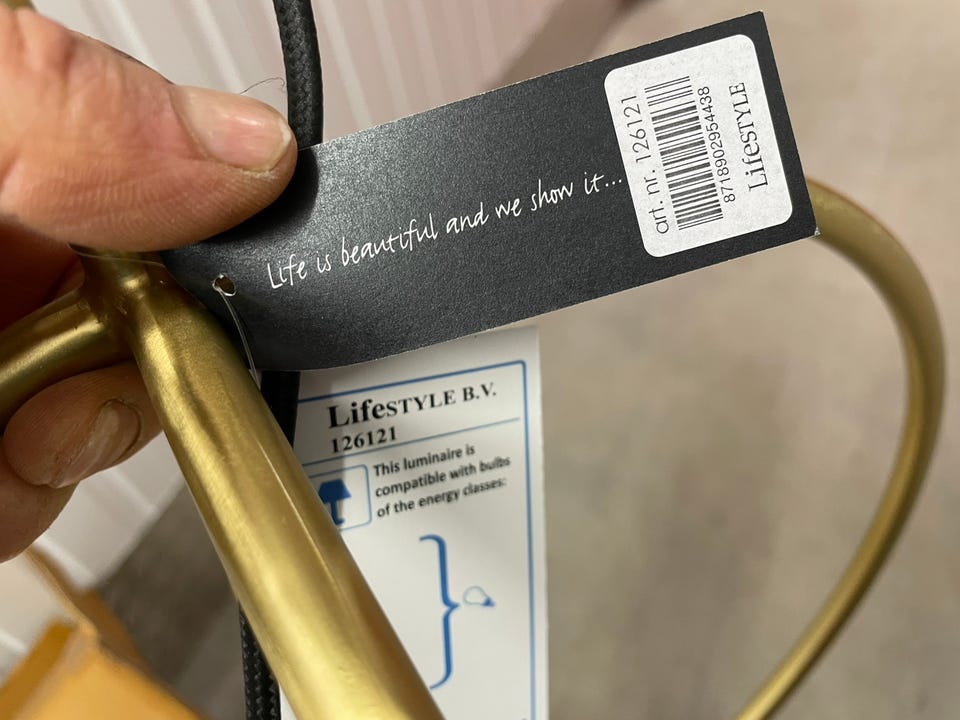 Life is beautiful and we show it...
art. nr. 126121
8718902954438
LifeSTYLE
LifeSTYLE B.V.
126121
This luminaire is
compatible with bulbs
of the energy classes: